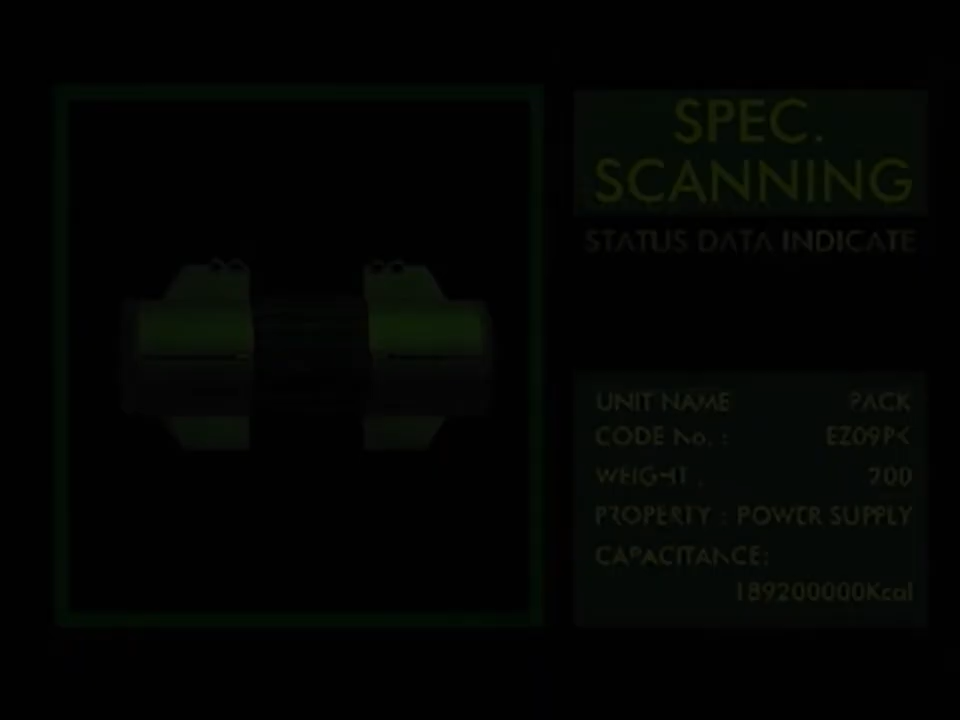 SPEC.
SCANNING
STATUS DATA INDICATE
UNIT NAME PACK
CODE No. : EZ09PK
WEIGHT : 700
PROPERTY : POWER SUPPLY
CAPACITANCE:
189200000Kcal